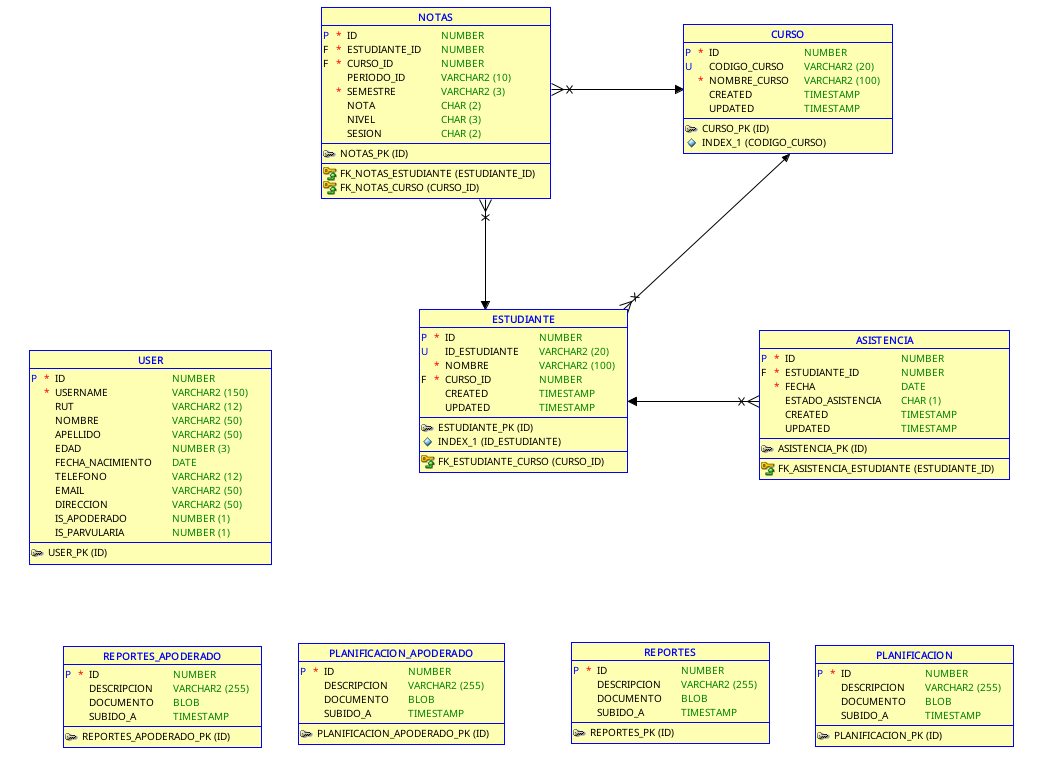 NOTAS
P * ID NUMBER
F * ESTUDIANTE_ID NUMBER
F * CURSO_ID NUMBER
PERIODO_ID VARCHAR2 (10)
* SEMESTRE VARCHAR2 (3)
NOTA CHAR (2)
NIVEL CHAR (3)
SESION CHAR (2)
NOTAS_PK (ID)
FK_NOTAS_ESTUDIANTE (ESTUDIANTE_ID)
FK_NOTAS_CURSO (CURSO_ID)
CURSO
P * ID NUMBER
U CODIGO_CURSO VARCHAR2 (20)
* NOMBRE_CURSO VARCHAR2 (100)
CREATED TIMESTAMP
UPDATED TIMESTAMP
CURSO_PK (ID)
INDEX_1 (CODIGO_CURSO)
ESTUDIANTE
P * ID NUMBER
U ID_ESTUDIANTE VARCHAR2 (20)
* NOMBRE VARCHAR2 (100)
F * CURSO_ID NUMBER
CREATED TIMESTAMP
UPDATED TIMESTAMP
ESTUDIANTE_PK (ID)
INDEX_1 (ID_ESTUDIANTE)
FK_ESTUDIANTE_CURSO (CURSO_ID)
ASISTENCIA
P * ID NUMBER
F * ESTUDIANTE_ID NUMBER
* FECHA DATE
ESTADO_ASISTENCIA CHAR (1)
CREATED TIMESTAMP
UPDATED TIMESTAMP
ASISTENCIA_PK (ID)
FK_ASISTENCIA_ESTUDIANTE (ESTUDIANTE_ID)
USER
P * ID NUMBER
* USERNAME VARCHAR2 (150)
RUT VARCHAR2 (12)
NOMBRE VARCHAR2 (50)
APELLIDO VARCHAR2 (50)
EDAD NUMBER (3)
FECHA_NACIMIENTO DATE
TELEFONO VARCHAR2 (12)
EMAIL VARCHAR2 (50)
DIRECCION VARCHAR2 (50)
IS_APODERADO NUMBER (1)
IS_PARVULARIA NUMBER (1)
USER_PK (ID)
REPORTES_APODERADO
P * ID NUMBER
DESCRIPCION VARCHAR2 (255)
DOCUMENTO BLOB
SUBIDO_A TIMESTAMP
REPORTES_APODERADO_PK (ID)
PLANIFICACION_APODERADO
P * ID NUMBER
DESCRIPCION VARCHAR2 (255)
DOCUMENTO BLOB
SUBIDO_A TIMESTAMP
PLANIFICACION_APODERADO_PK (ID)
REPORTES
P * ID NUMBER
DESCRIPCION VARCHAR2 (255)
DOCUMENTO BLOB
SUBIDO_A TIMESTAMP
REPORTES_PK (ID)
PLANIFICACION
P * ID NUMBER
DESCRIPCION VARCHAR2 (255)
DOCUMENTO BLOB
SUBIDO_A TIMESTAMP
PLANIFICACION_PK (ID)